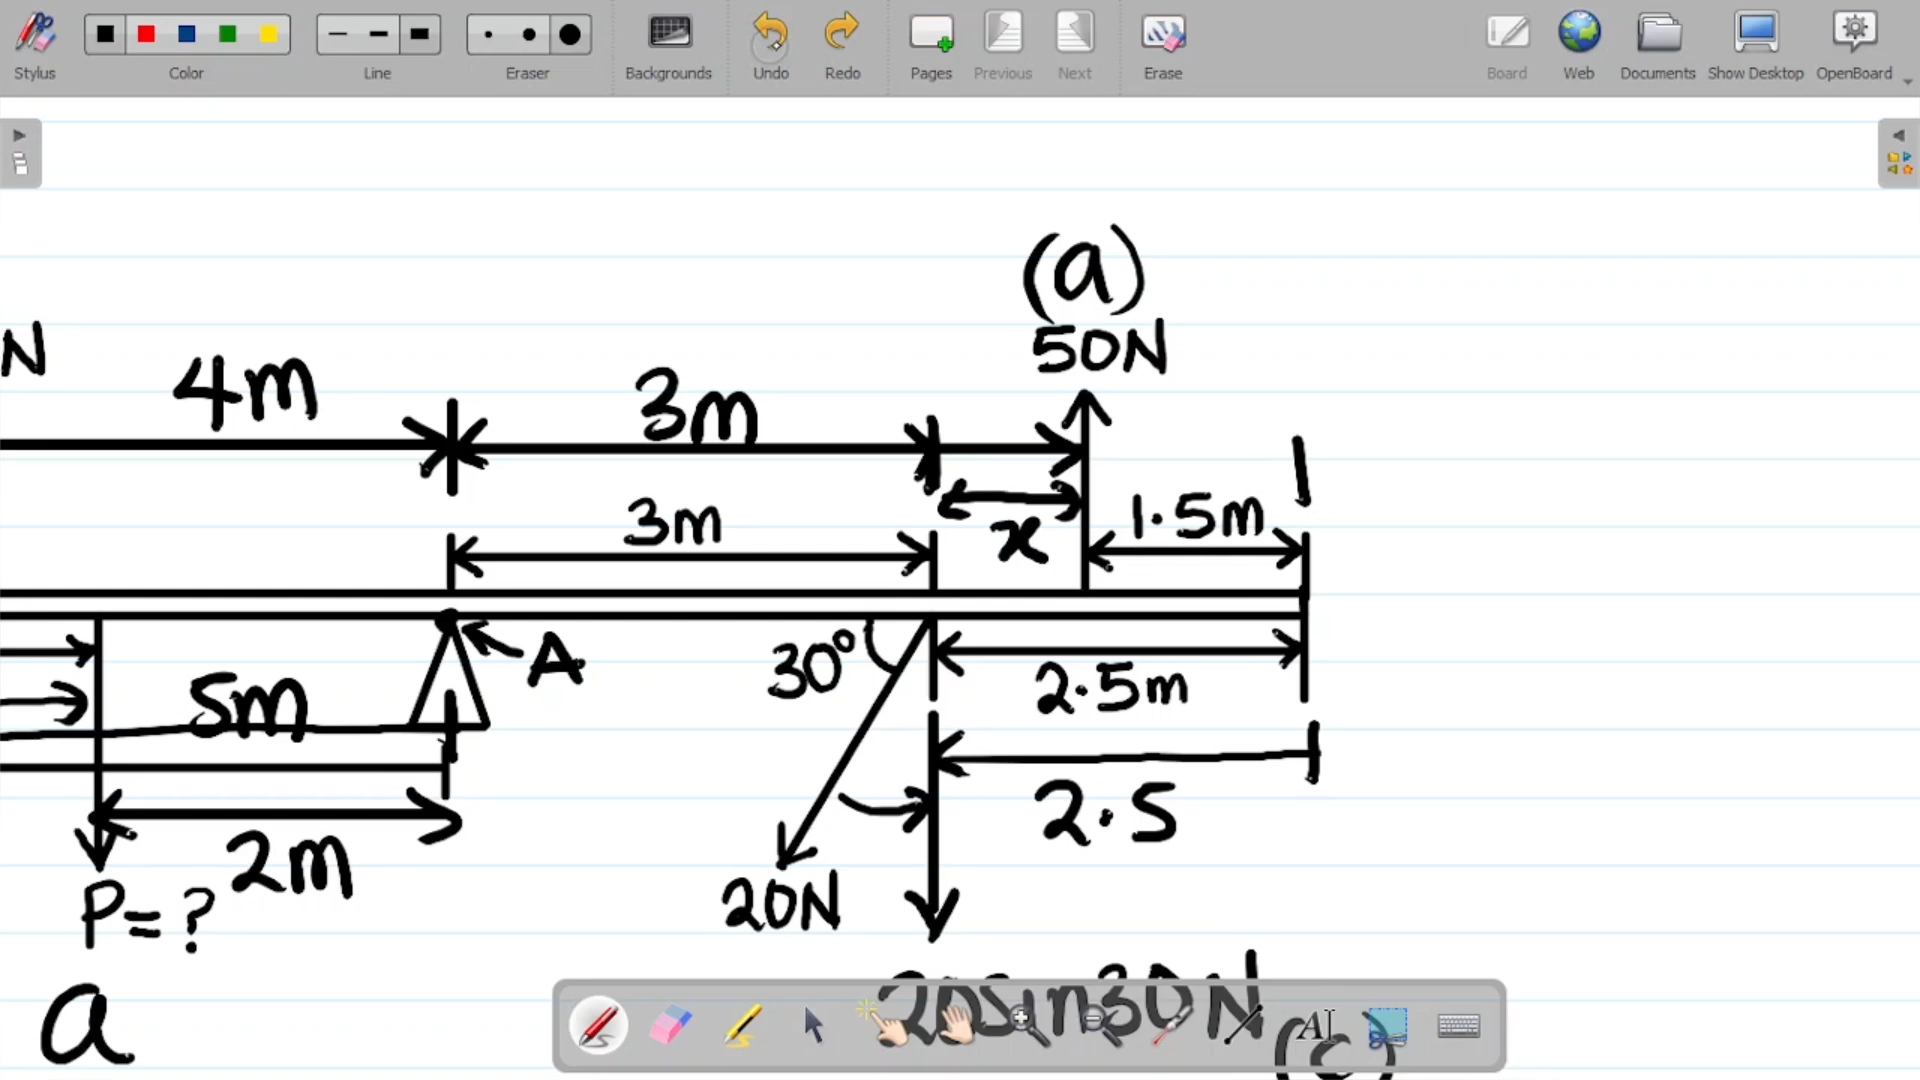 Stylus Color Line Eraser Backgrounds Undo Redo Pages Previous Next Erase Board Web Documents Show Desktop OpenBoard
(a)
N 50N
4m 3m
3m x 1.5m
A
30° 2.5m
5m
2.5
2m
20N
P=?
20sin30N
a (c)